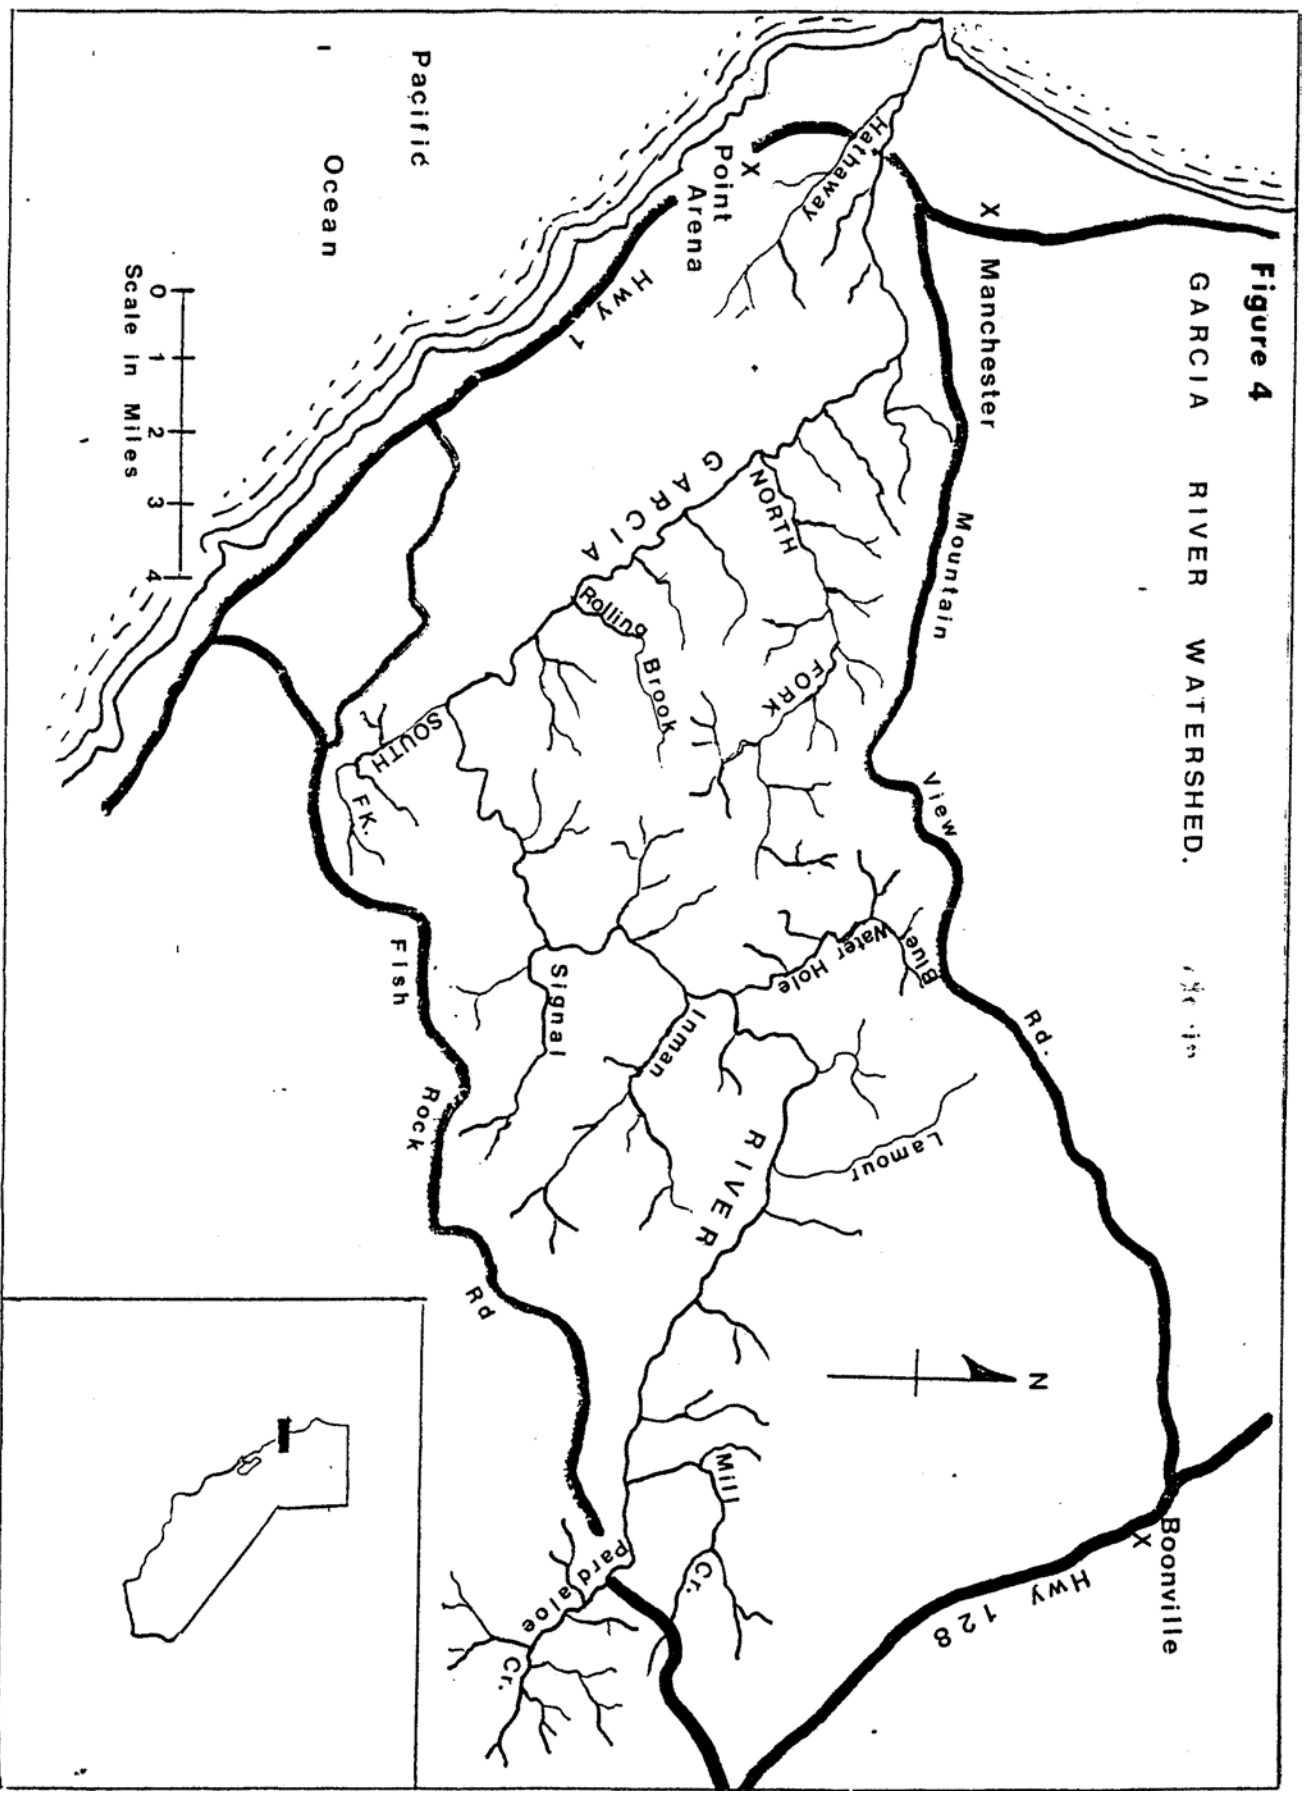 Figure 4
GARCIA RIVER WATERSHED.
Manchester
X
Mountain
View
Rd.
Boonville
X
Hwy 128
N
Hathaway
X
Point
Arena
Hwy 1
Pacific
Ocean
GARCIA
RIVER
NORTH
FORK
Rolling
Brook
SOUTH
FK.
Signal
Inman
Blue
Water Hole
Lamour
Mill
Cr.
Pardaloe
Cr.
Fish
Rock
Rd
0 1 2 3 4
Scale in Miles